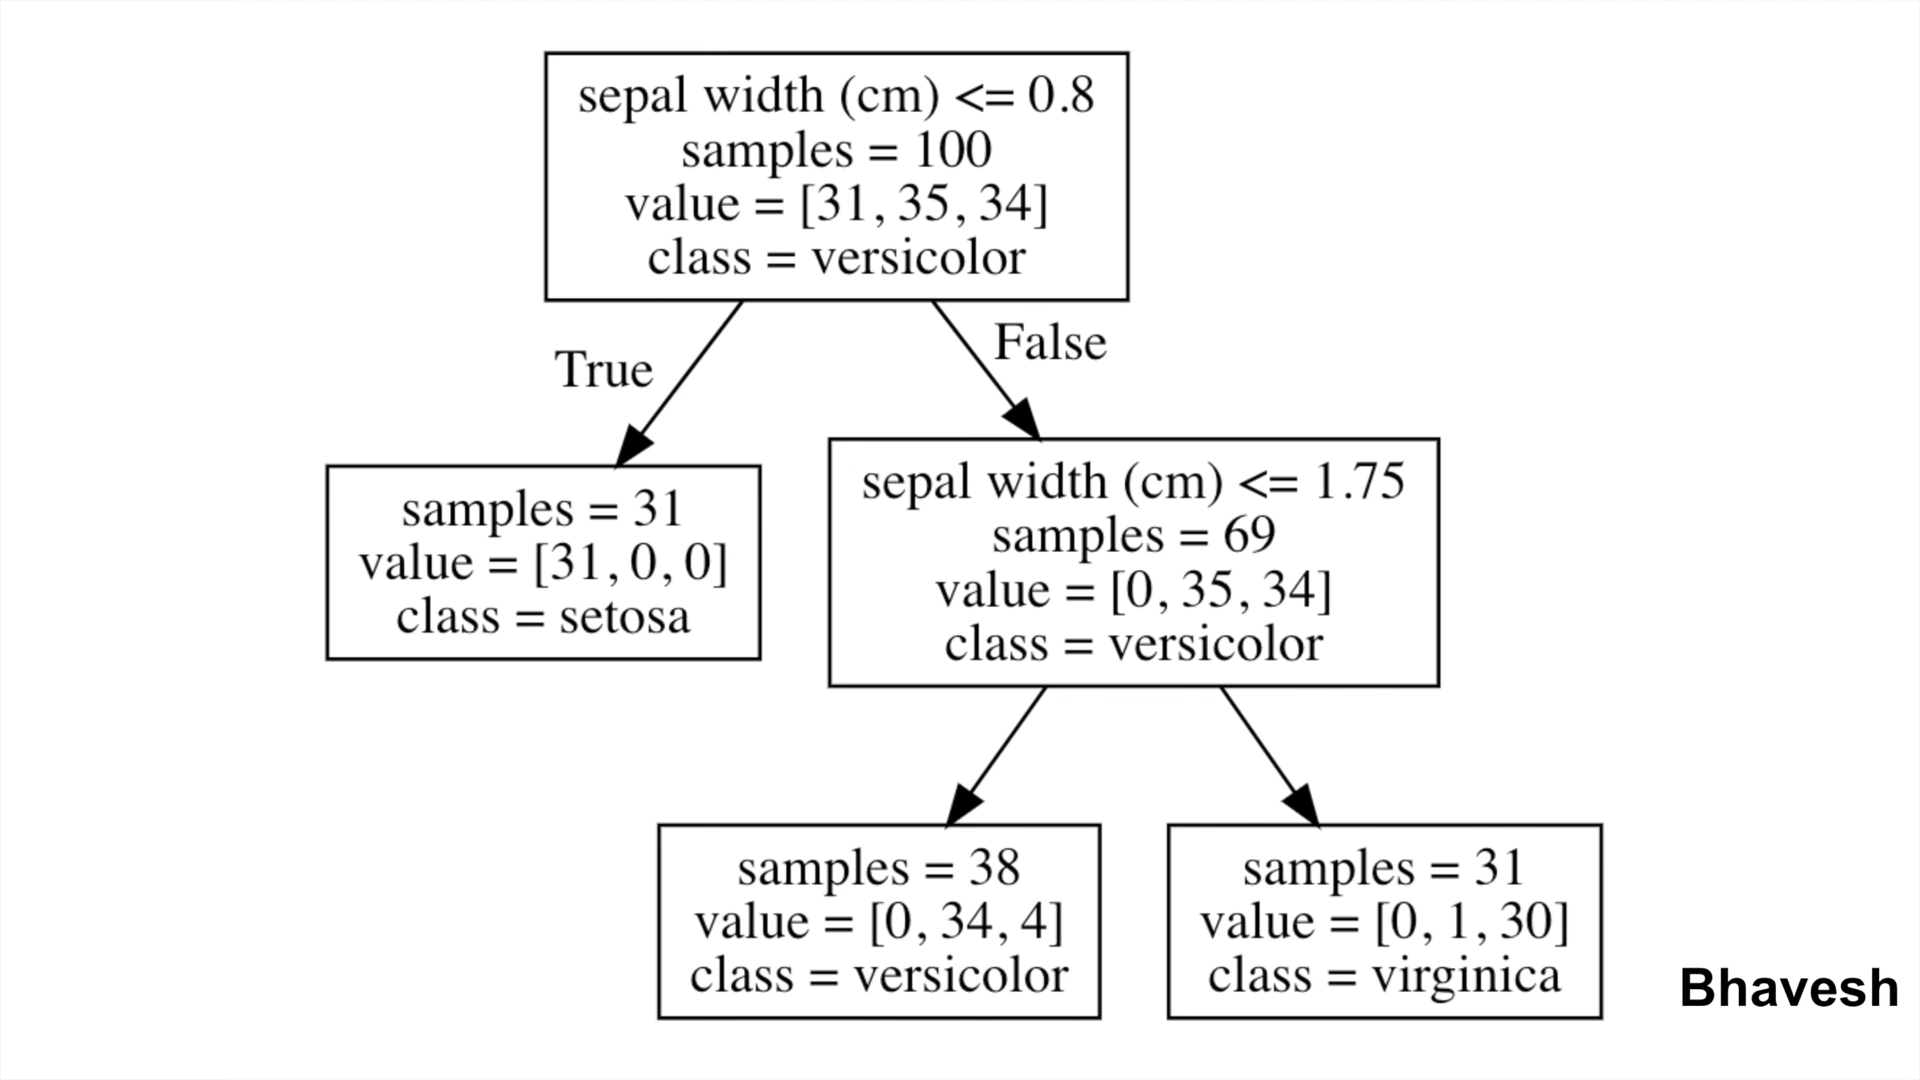 sepal width (cm) <= 0.8
samples = 100
value = [31, 35, 34]
class = versicolor
True
False
samples = 31
value = [31, 0, 0]
class = setosa
sepal width (cm) <= 1.75
samples = 69
value = [0, 35, 34]
class = versicolor
samples = 38
value = [0, 34, 4]
class = versicolor
samples = 31
value = [0, 1, 30]
class = virginica
Bhavesh